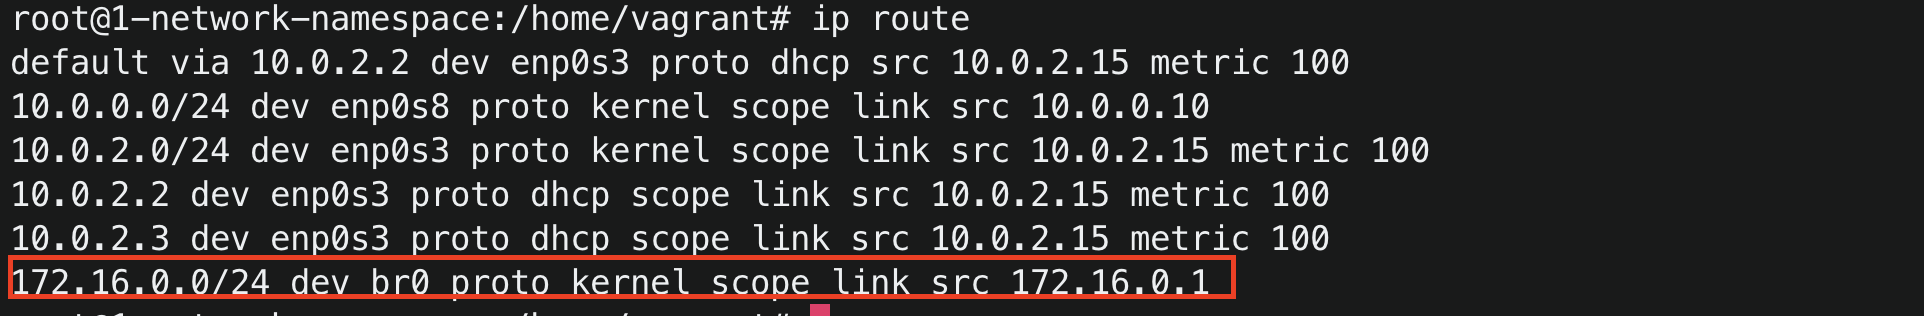 root@1-network-namespace:/home/vagrant# ip route
default via 10.0.2.2 dev enp0s3 proto dhcp src 10.0.2.15 metric 100
10.0.0.0/24 dev enp0s8 proto kernel scope link src 10.0.0.10
10.0.2.0/24 dev enp0s3 proto kernel scope link src 10.0.2.15 metric 100
10.0.2.2 dev enp0s3 proto dhcp scope link src 10.0.2.15 metric 100
10.0.2.3 dev enp0s3 proto dhcp scope link src 10.0.2.15 metric 100
172.16.0.0/24 dev br0 proto kernel scope link src 172.16.0.1